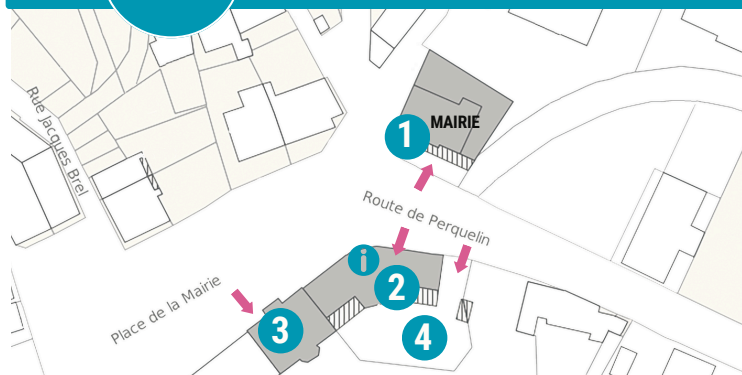 Rue Jacques Brel
MAIRIE
1
Route de Perquelin
i
2
Place de la Mairie
3
4